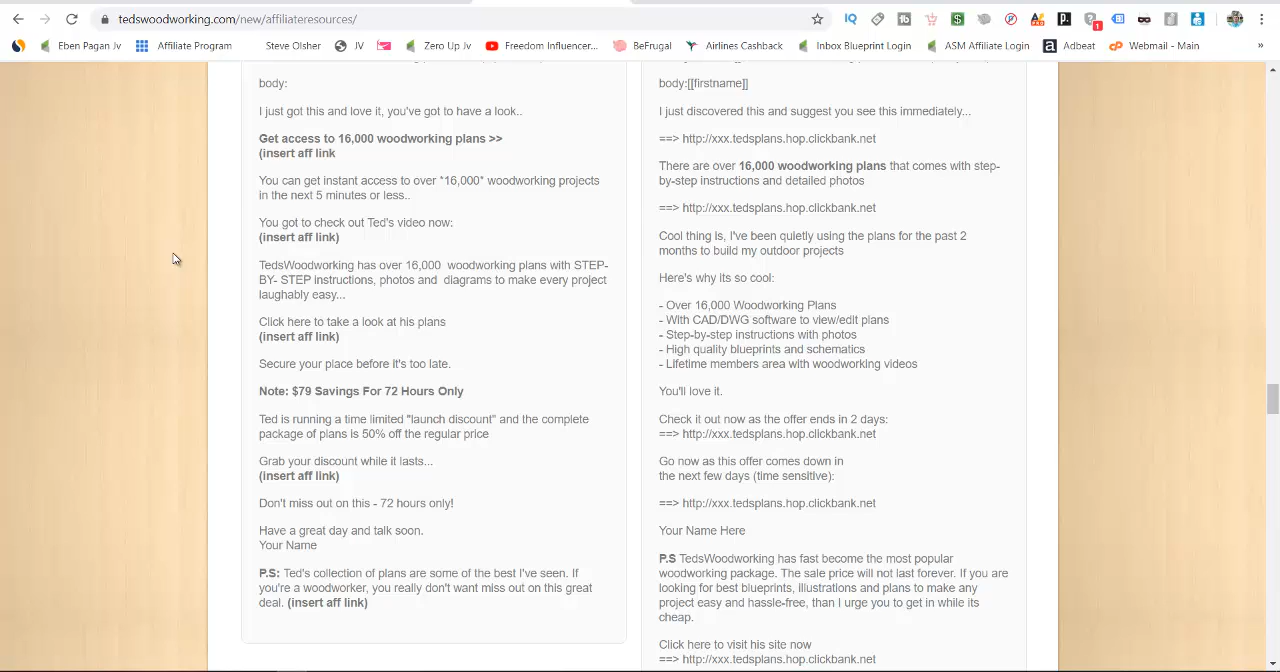 tedswoodworking.com/new/affiliateresources/
Eben Pagan Jv
Affiliate Program
Steve Olsher
JV
Zero Up Jv
Freedom Influencer...
BeFrugal
Airlines Cashback
Inbox Blueprint Login
ASM Affiliate Login
Adbeat
Webmail - Main
»
body:
I just got this and love it, you've got to have a look..
Get access to 16,000 woodworking plans >>
(insert aff link
You can get instant access to over *16,000* woodworking projects
in the next 5 minutes or less..
You got to check out Ted's video now:
(insert aff link)
TedsWoodworking has over 16,000 woodworking plans with STEP-
BY- STEP instructions, photos and diagrams to make every project
laughably easy...
Click here to take a look at his plans
(insert aff link)
Secure your place before it's too late.
Note: $79 Savings For 72 Hours Only
Ted is running a time limited "launch discount" and the complete
package of plans is 50% off the regular price
Grab your discount while it lasts...
(insert aff link)
Don't miss out on this - 72 hours only!
Have a great day and talk soon.
Your Name
P.S: Ted's collection of plans are some of the best I've seen. If
you're a woodworker, you really don't want miss out on this great
deal. (insert aff link)
body:[[firstname]]
I just discovered this and suggest you see this immediately...
==> http://xxx.tedsplans.hop.clickbank.net
There are over 16,000 woodworking plans that comes with step-
by-step instructions and detailed photos
==> http://xxx.tedsplans.hop.clickbank.net
Cool thing is, I've been quietly using the plans for the past 2
months to build my outdoor projects
Here's why its so cool:
- Over 16,000 Woodworking Plans
- With CAD/DWG software to view/edit plans
- Step-by-step instructions with photos
- High quality blueprints and schematics
- Lifetime members area with woodworking videos
You'll love it.
Check it out now as the offer ends in 2 days:
==> http://xxx.tedsplans.hop.clickbank.net
Go now as this offer comes down in
the next few days (time sensitive):
==> http://xxx.tedsplans.hop.clickbank.net
Your Name Here
P.S TedsWoodworking has fast become the most popular
woodworking package. The sale price will not last forever. If you are
looking for best blueprints, illustrations and plans to make any
project easy and hassle-free, than I urge you to get in while its
cheap.
Click here to visit his site now
==> http://xxx.tedsplans.hop.clickbank.net